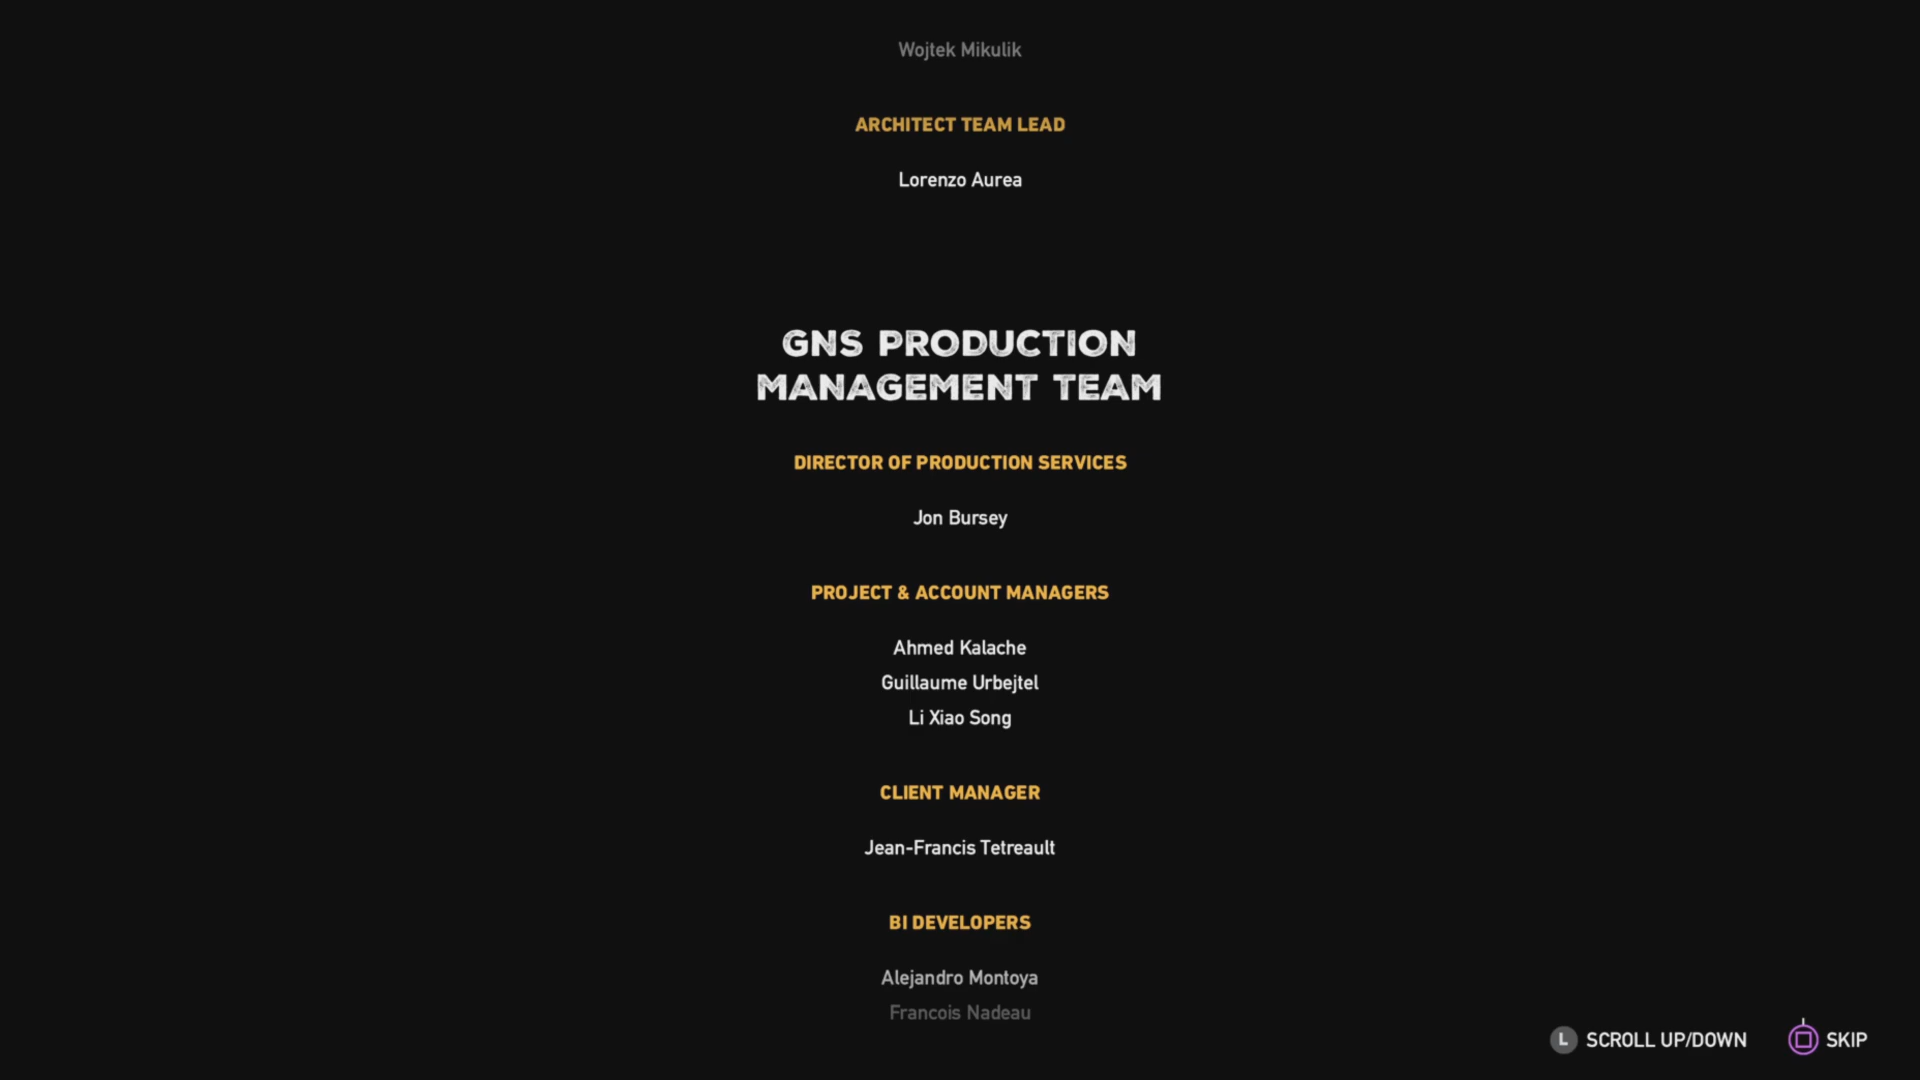 Wojtek Mikulik
ARCHITECT TEAM LEAD
Lorenzo Aurea
GNS PRODUCTION
MANAGEMENT TEAM
DIRECTOR OF PRODUCTION SERVICES
Jon Bursey
PROJECT & ACCOUNT MANAGERS
Ahmed Kalache
Guillaume Urbejtel
Li Xiao Song
CLIENT MANAGER
Jean-Francis Tetreault
BI DEVELOPERS
Alejandro Montoya
Francois Nadeau
L SCROLL UP/DOWN SKIP